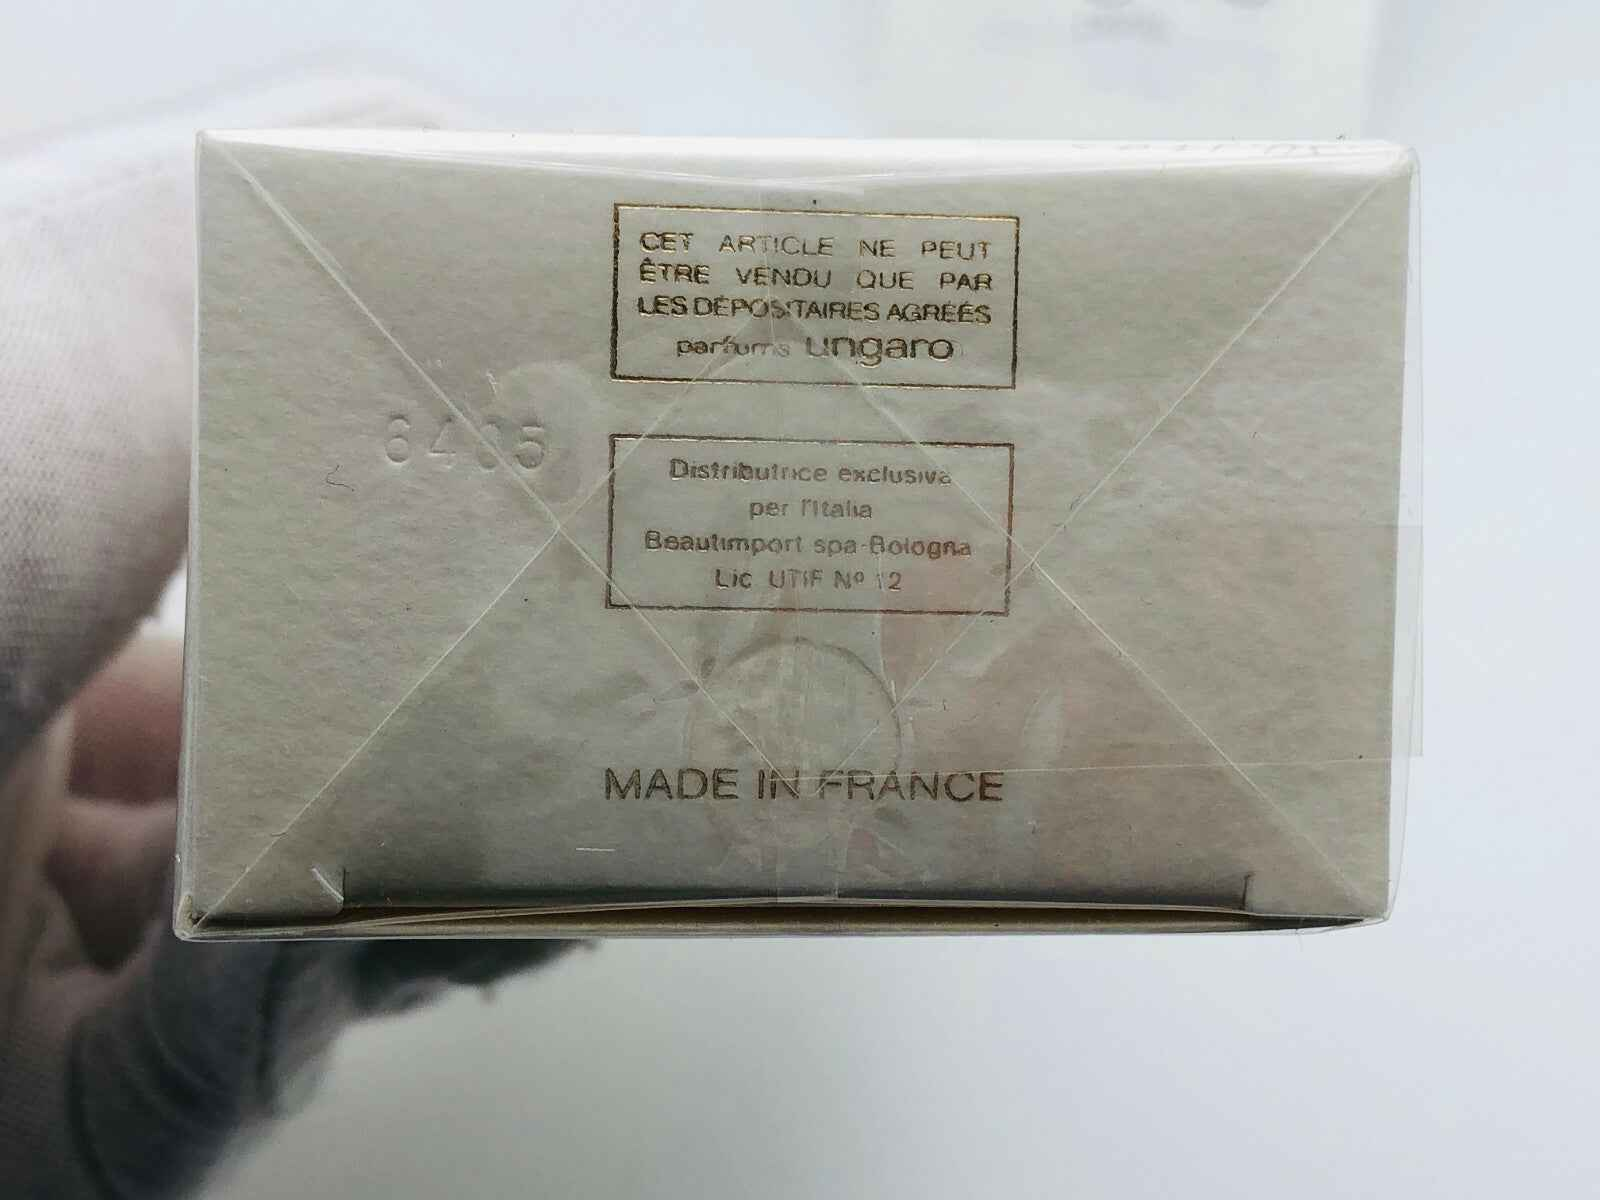 CET ARTICLE NE PEUT
ÊTRE VENDU QUE PAR
LES DÉPOSITAIRES AGRÉÉS
parfums ungaro
Distributrice exclusiva
per l'Italia
Beautimport spa-Bologna
Lic UTIF Nº 12
MADE IN FRANCE